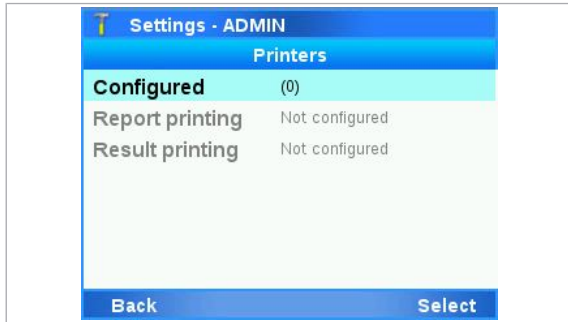 Settings - ADMIN
Printers
Configured (0)
Report printing Not configured
Result printing Not configured
Back Select